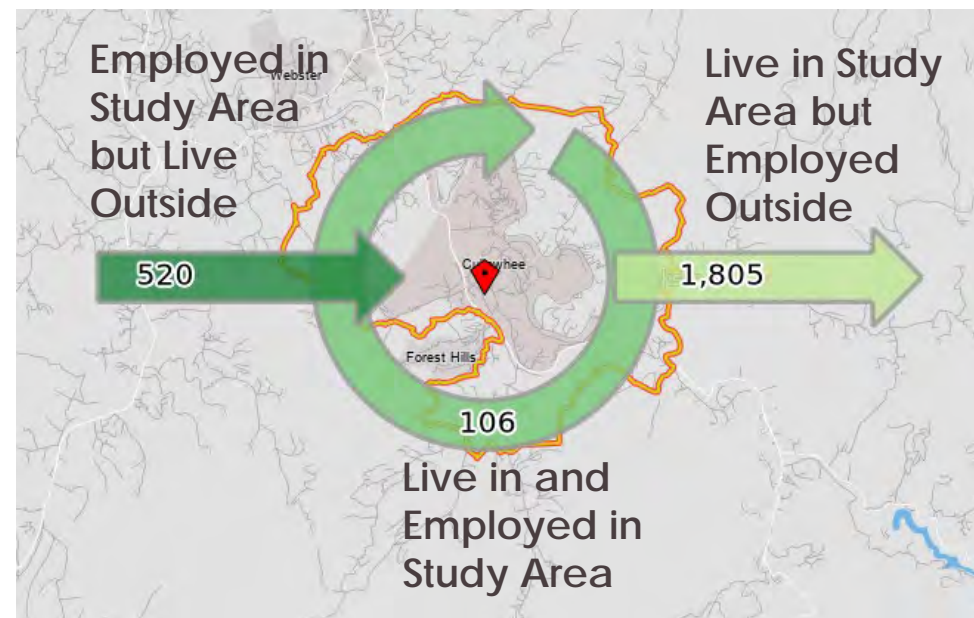 Employed in
Study Area
but Live
Outside
Webster
Live in Study
Area but
Employed
Outside
520
1,805
Forest Hills
106
Live in and
Employed in
Study Area